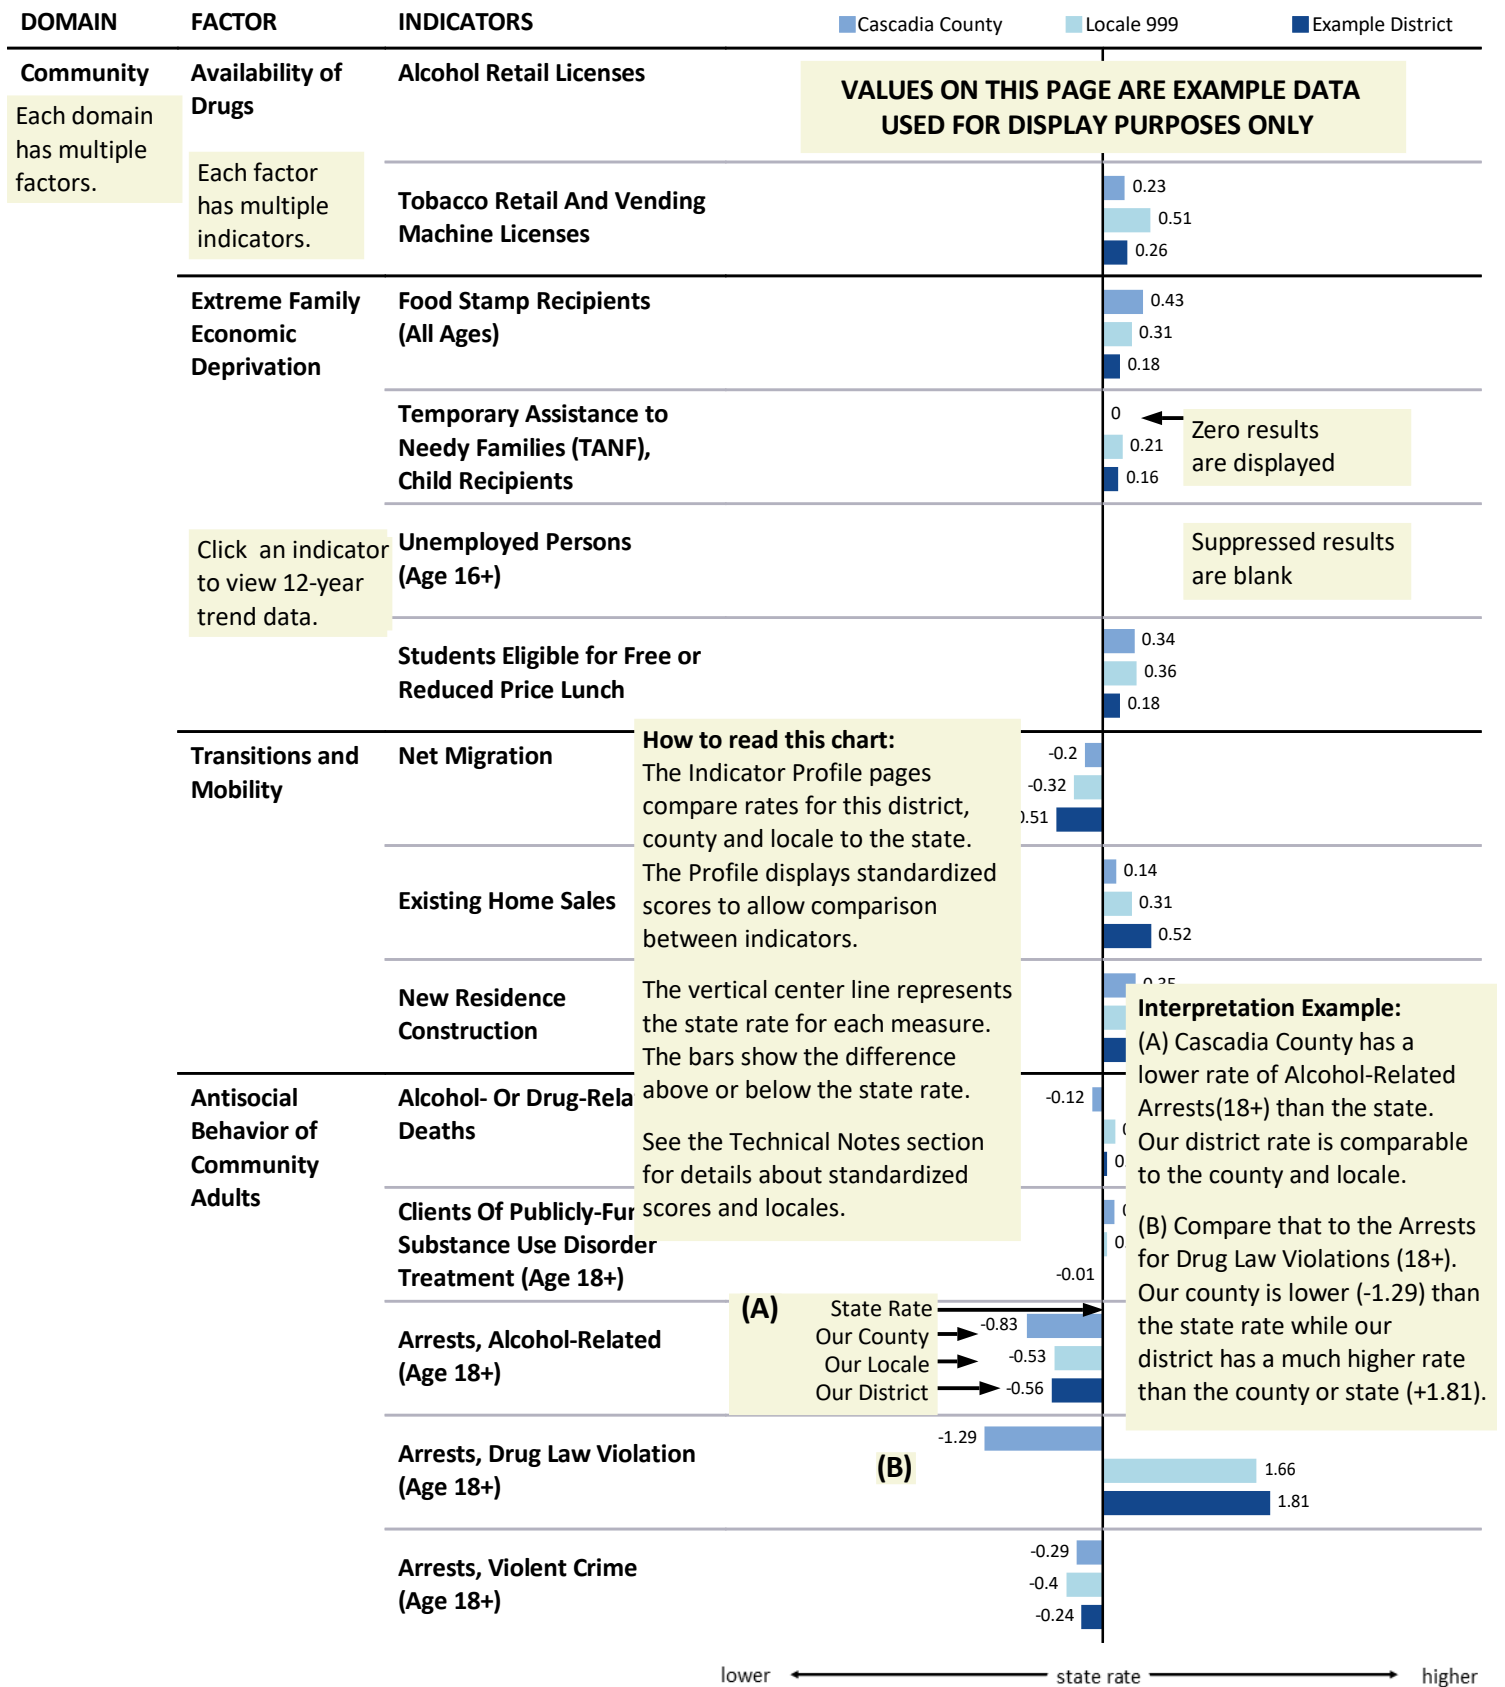 DOMAIN FACTOR INDICATORS Cascadia County Locale 999 Example District
Community
Each domain
has multiple
factors.
Availability of
Drugs
Each factor
has multiple
indicators.
Alcohol Retail Licenses
VALUES ON THIS PAGE ARE EXAMPLE DATA
USED FOR DISPLAY PURPOSES ONLY
Tobacco Retail And Vending
Machine Licenses
0.23
0.51
0.26
Extreme Family
Economic
Deprivation
Food Stamp Recipients
(All Ages)
0.43
0.31
0.18
Temporary Assistance to
Needy Families (TANF),
Child Recipients
0
0.21
0.16
Zero results
are displayed
Click an indicator
to view 12-year
trend data.
Unemployed Persons
(Age 16+)
Suppressed results
are blank
Students Eligible for Free or
Reduced Price Lunch
0.34
0.36
0.18
Transitions and
Mobility
Net Migration
-0.2
-0.32
0.51
How to read this chart:
The Indicator Profile pages
compare rates for this district,
county and locale to the state.
The Profile displays standardized
scores to allow comparison
between indicators.
The vertical center line represents
the state rate for each measure.
The bars show the difference
above or below the state rate.
See the Technical Notes section
for details about standardized
scores and locales.
Existing Home Sales
0.14
0.31
0.52
New Residence
Construction
Interpretation Example:
(A) Cascadia County has a
lower rate of Alcohol-Related
Arrests(18+) than the state.
Our district rate is comparable
to the county and locale.
(B) Compare that to the Arrests
for Drug Law Violations (18+).
Our county is lower (-1.29) than
the state rate while our
district has a much higher rate
than the county or state (+1.81).
Antisocial
Behavior of
Community
Adults
Alcohol- Or Drug-Rela
Deaths
-0.12
Clients Of Publicly-Fun
Substance Use Disorder
Treatment (Age 18+)
-0.01
Arrests, Alcohol-Related
(Age 18+)
(A)
State Rate
Our County
Our Locale
Our District
-0.83
-0.53
-0.56
Arrests, Drug Law Violation
(Age 18+)
(B)
-1.29
1.66
1.81
Arrests, Violent Crime
(Age 18+)
-0.29
-0.4
-0.24
lower state rate higher